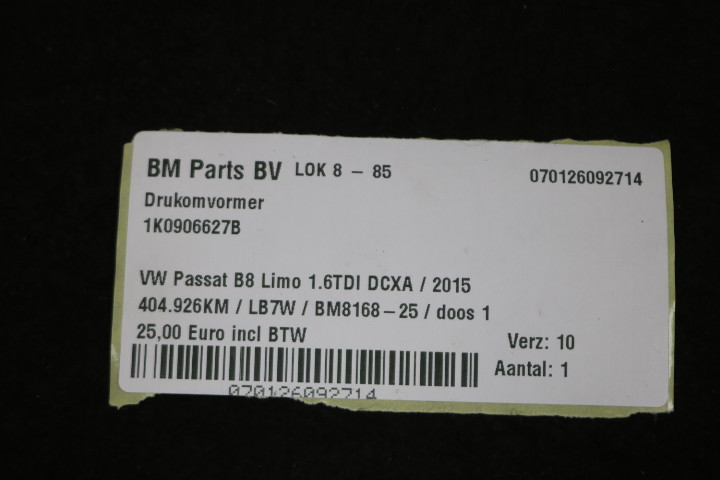 BM Parts BV LOK 8 - 85 070126092714
Drukomvormer
1K0906627B
VW Passat B8 Limo 1.6TDI DCXA / 2015
404.926KM / LB7W / BM8168-25 / doos 1
25,00 Euro incl BTW
Verz: 10
Aantal: 1
070126092714